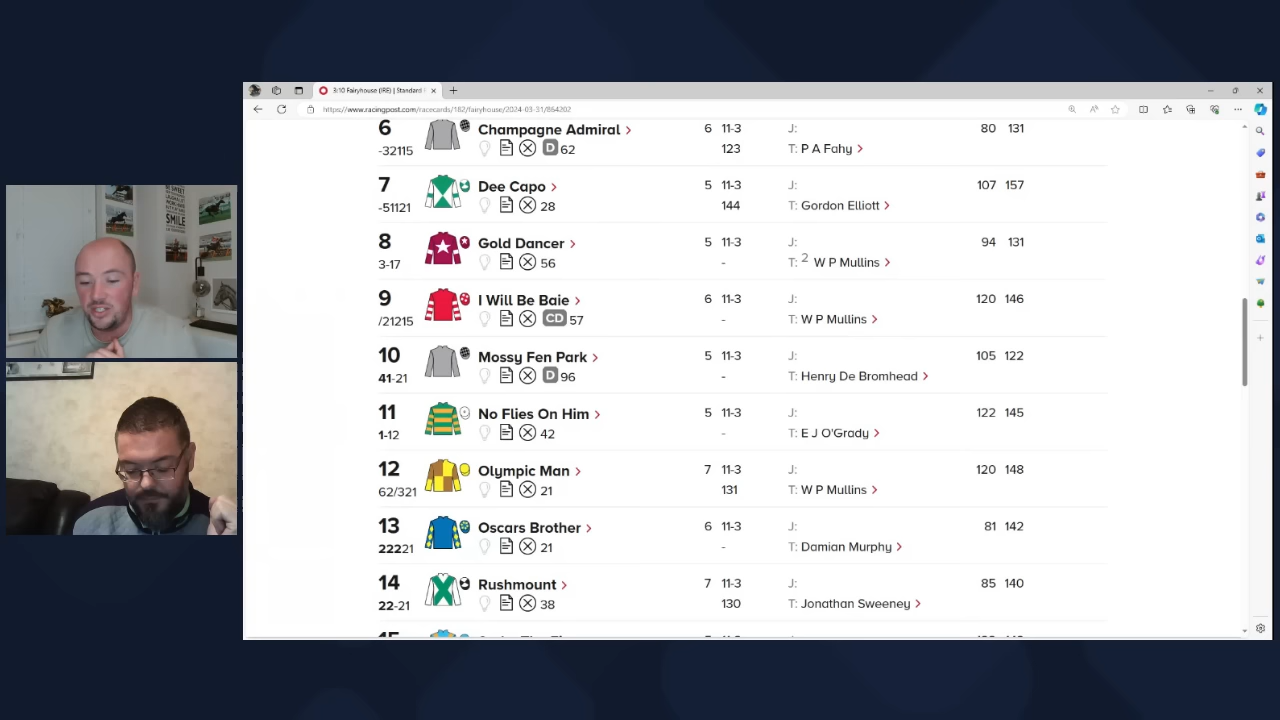 3:10 Fairyhouse (IRE) | Standard
https://www.racingpost.com/racecards/182/fairyhouse/2024-03-31/864202
6 Champagne Admiral 6 11-3 J: 80 131
-32115 D 62 123 T: P A Fahy
7 Dee Capo 5 11-3 J: 107 157
-51121 28 144 T: Gordon Elliott
8 Gold Dancer 5 11-3 J: 94 131
3-17 56 - T: 2 W P Mullins
9 I Will Be Baie 6 11-3 J: 120 146
/21215 CD 57 - T: W P Mullins
10 Mossy Fen Park 5 11-3 J: 105 122
41-21 D 96 - T: Henry De Bromhead
11 No Flies On Him 5 11-3 J: 122 145
1-12 42 - T: E J O'Grady
12 Olympic Man 7 11-3 J: 120 148
62/321 21 131 T: W P Mullins
13 Oscars Brother 6 11-3 J: 81 142
22221 21 - T: Damian Murphy
14 Rushmount 7 11-3 J: 85 140
22-21 38 130 T: Jonathan Sweeney
SMILE